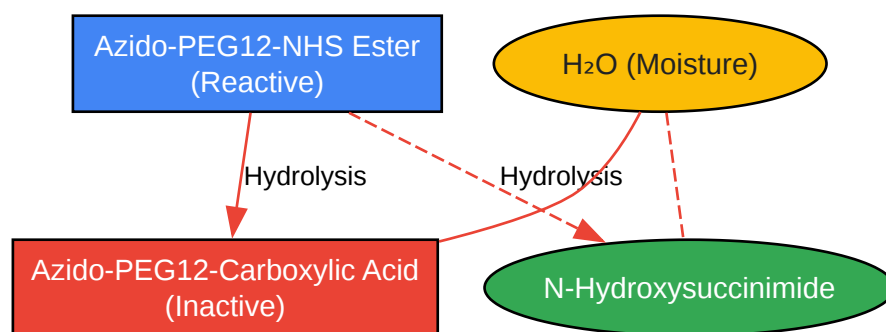 Azido-PEG12-NHS Ester
(Reactive)
H₂O (Moisture)
Hydrolysis
Hydrolysis
Azido-PEG12-Carboxylic Acid
(Inactive)
N-Hydroxysuccinimide